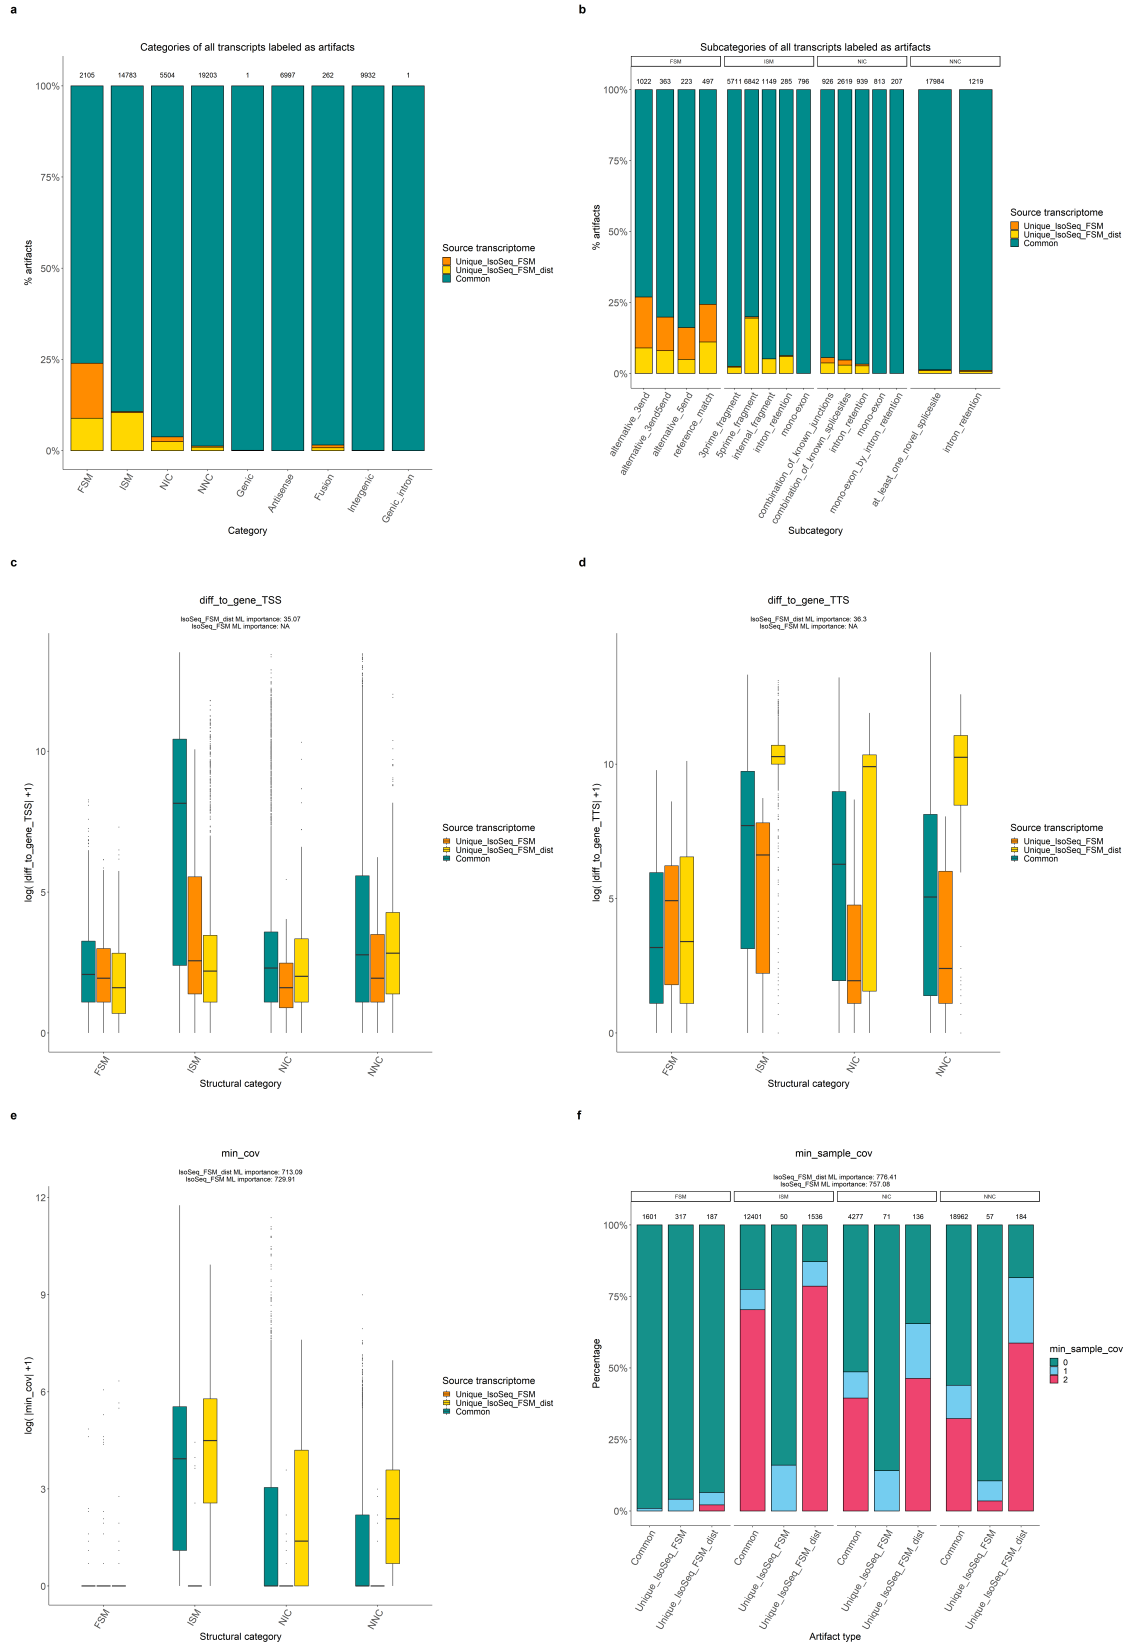 a
Categories of all transcripts labeled as artifacts
2105 14783 5504 19203 1 6997 262 9932 1
100%
75%
50%
25%
0%
% artifacts
FSM ISM NIC NNC Genic Antisense Fusion Intergenic Genic_intron
Category
Source transcriptome
Unique_IsoSeq_FSM
Unique_IsoSeq_FSM_dist
Common
b
Subcategories of all transcripts labeled as artifacts
FSM ISM NIC NNC
1022 363 223 497 5711 6842 1149 285 796 926 2619 939 813 207 17984 1219
100%
75%
50%
25%
0%
% artifacts
alternative_3end alternative_3end5end alternative_5end reference_match 3prime_fragment 5prime_fragment internal_fragment intron_retention mono-exon combination_of_known_junctions combination_of_known_splicesites intron_retention mono-exon mono-exon_by_intron_retention at_least_one_novel_splicesite intron_retention
Subcategory
Source transcriptome
Unique_IsoSeq_FSM
Unique_IsoSeq_FSM_dist
Common
c
diff_to_gene_TSS
IsoSeq_FSM_dist ML importance: 35.07
IsoSeq_FSM ML importance: NA
10
5
0
log( |diff_to_gene_TSS| +1)
FSM ISM NIC NNC
Structural category
Source transcriptome
Unique_IsoSeq_FSM
Unique_IsoSeq_FSM_dist
Common
d
diff_to_gene_TTS
IsoSeq_FSM_dist ML importance: 36.3
IsoSeq_FSM ML importance: NA
10
5
0
log( |diff_to_gene_TTS| +1)
FSM ISM NIC NNC
Structural category
Source transcriptome
Unique_IsoSeq_FSM
Unique_IsoSeq_FSM_dist
Common
e
min_cov
IsoSeq_FSM_dist ML importance: 713.09
IsoSeq_FSM ML importance: 729.91
12
9
6
3
0
log( |min_cov| +1)
FSM ISM NIC NNC
Structural category
Source transcriptome
Unique_IsoSeq_FSM
Unique_IsoSeq_FSM_dist
Common
f
min_sample_cov
IsoSeq_FSM_dist ML importance: 776.41
IsoSeq_FSM ML importance: 757.08
FSM ISM NIC NNC
1601 317 187 12401 50 1536 4277 71 136 18962 57 184
100%
75%
50%
25%
0%
Percentage
Common Unique_IsoSeq_FSM Unique_IsoSeq_FSM_dist Common Unique_IsoSeq_FSM Unique_IsoSeq_FSM_dist Common Unique_IsoSeq_FSM Unique_IsoSeq_FSM_dist Common Unique_IsoSeq_FSM Unique_IsoSeq_FSM_dist
Artifact type
min_sample_cov
0
1
2